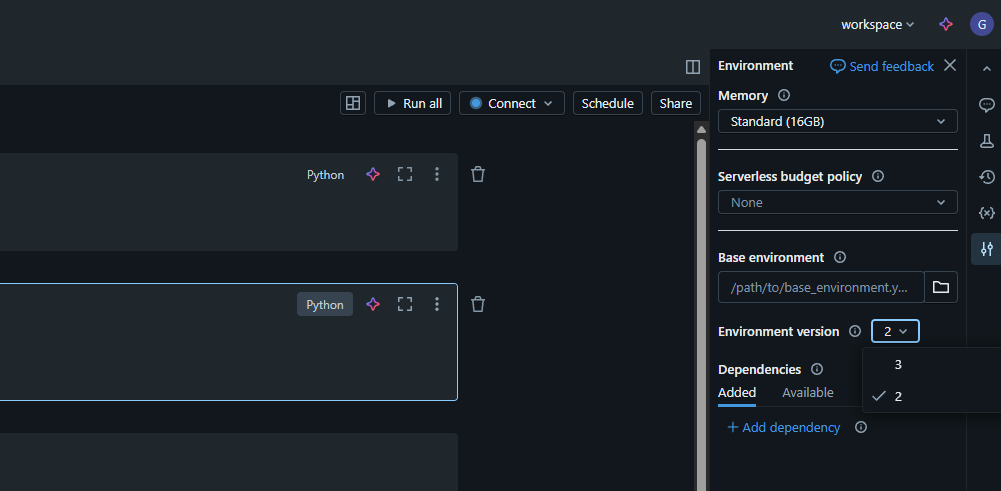 workspace
G
Environment
Send feedback
Run all
Connect
Schedule
Share
Memory
Standard (16GB)
Python
Serverless budget policy
None
Base environment
/path/to/base_environment.y...
Python
Environment version
2
3
2
Dependencies
Added
Available
Add dependency